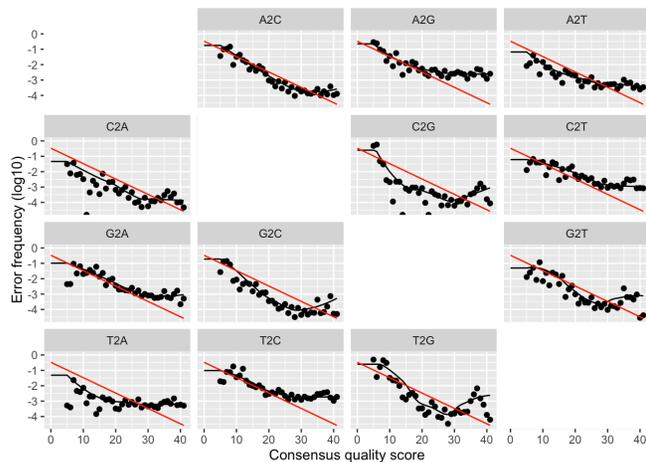 A2C A2G A2T
0
-1
-2
-3
-4
C2A C2G C2T
0
-1
-2
-3
-4
G2A G2C G2T
0
-1
-2
-3
-4
T2A T2C T2G
0
-1
-2
-3
-4
0 10 20 30 40 0 10 20 30 40 0 10 20 30 40 0 10 20 30 40
Error frequency (log10)
Consensus quality score